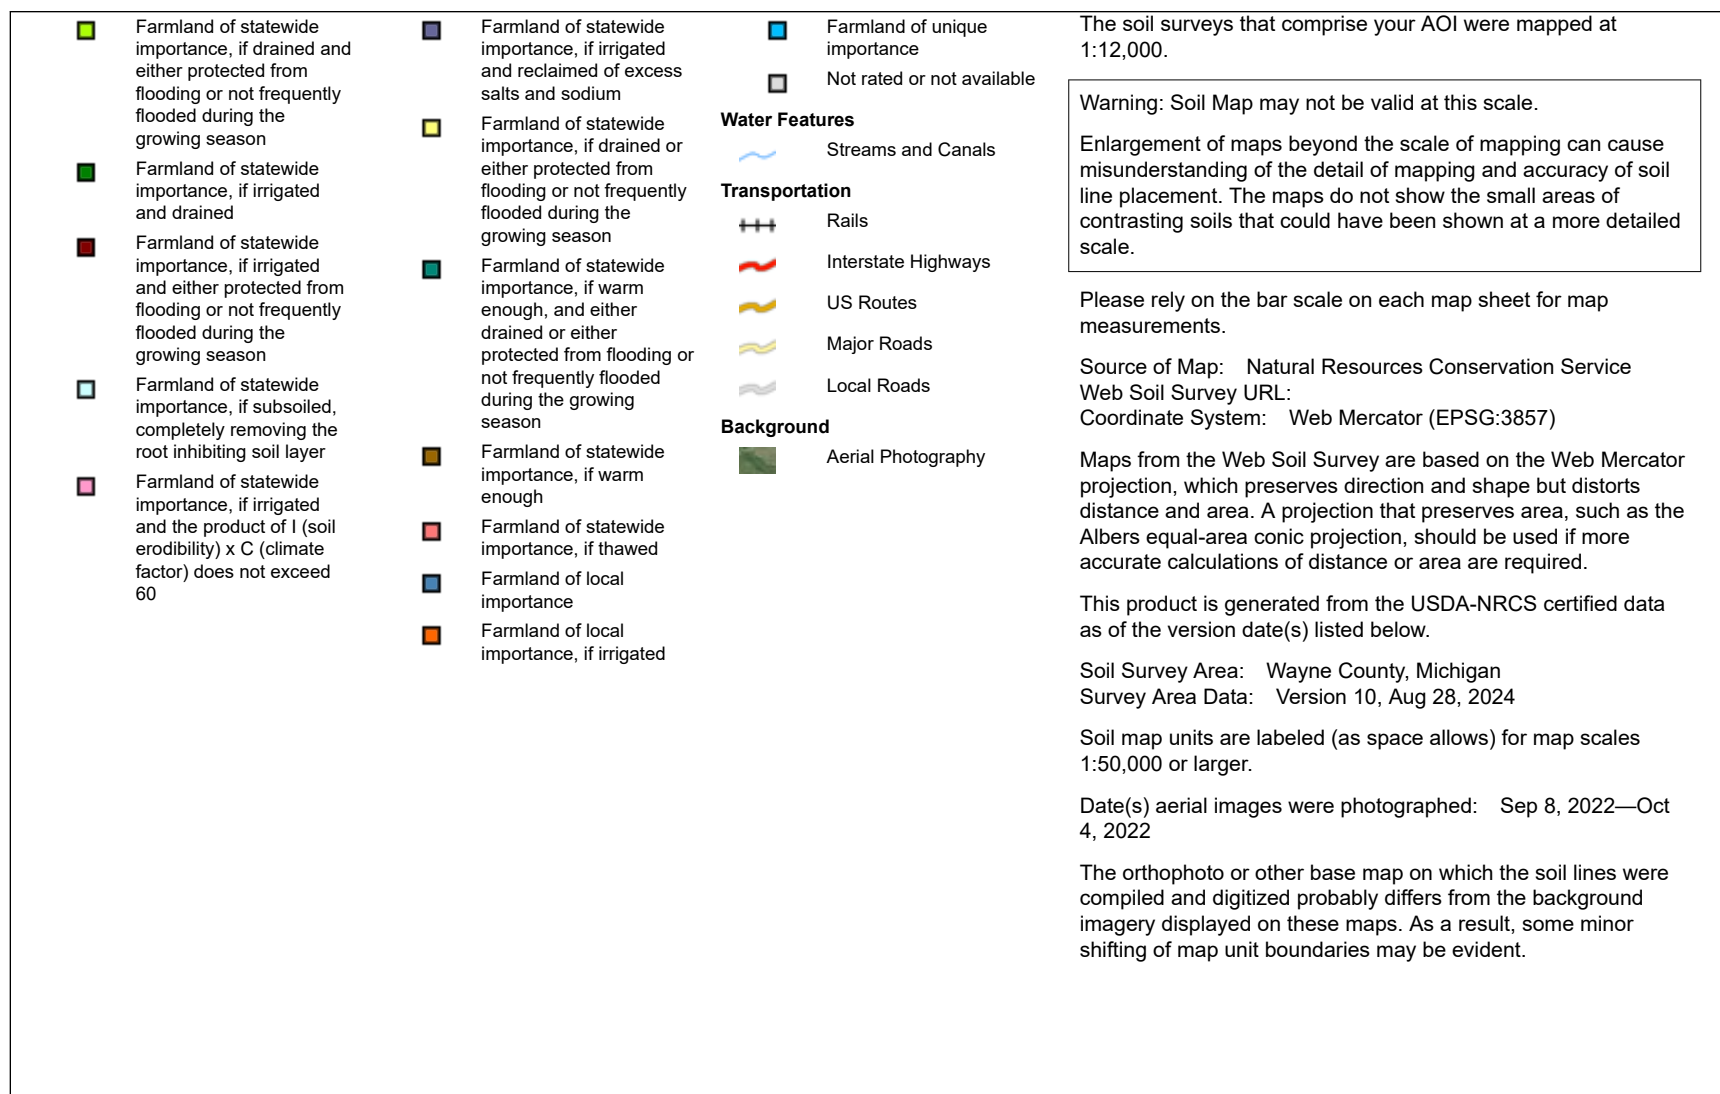 Farmland of statewide
importance, if drained and
either protected from
flooding or not frequently
flooded during the
growing season
Farmland of statewide
importance, if irrigated
and drained
Farmland of statewide
importance, if irrigated
and either protected from
flooding or not frequently
flooded during the
growing season
Farmland of statewide
importance, if subsoiled,
completely removing the
root inhibiting soil layer
Farmland of statewide
importance, if irrigated
and the product of I (soil
erodibility) x C (climate
factor) does not exceed
60
Farmland of statewide
importance, if irrigated
and reclaimed of excess
salts and sodium
Farmland of statewide
importance, if drained or
either protected from
flooding or not frequently
flooded during the
growing season
Farmland of statewide
importance, if warm
enough, and either
drained or either
protected from flooding or
not frequently flooded
during the growing
season
Farmland of statewide
importance, if warm
enough
Farmland of statewide
importance, if thawed
Farmland of local
importance
Farmland of local
importance, if irrigated
Farmland of unique
importance
Not rated or not available
Water Features
Streams and Canals
Transportation
Rails
Interstate Highways
US Routes
Major Roads
Local Roads
Background
Aerial Photography
The soil surveys that comprise your AOI were mapped at
1:12,000.
Warning: Soil Map may not be valid at this scale.
Enlargement of maps beyond the scale of mapping can cause
misunderstanding of the detail of mapping and accuracy of soil
line placement. The maps do not show the small areas of
contrasting soils that could have been shown at a more detailed
scale.
Please rely on the bar scale on each map sheet for map
measurements.
Source of Map: Natural Resources Conservation Service
Web Soil Survey URL:
Coordinate System: Web Mercator (EPSG:3857)
Maps from the Web Soil Survey are based on the Web Mercator
projection, which preserves direction and shape but distorts
distance and area. A projection that preserves area, such as the
Albers equal-area conic projection, should be used if more
accurate calculations of distance or area are required.
This product is generated from the USDA-NRCS certified data
as of the version date(s) listed below.
Soil Survey Area: Wayne County, Michigan
Survey Area Data: Version 10, Aug 28, 2024
Soil map units are labeled (as space allows) for map scales
1:50,000 or larger.
Date(s) aerial images were photographed: Sep 8, 2022—Oct
4, 2022
The orthophoto or other base map on which the soil lines were
compiled and digitized probably differs from the background
imagery displayed on these maps. As a result, some minor
shifting of map unit boundaries may be evident.